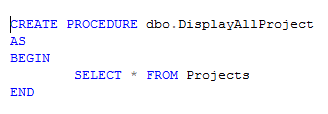 CREATE PROCEDURE dbo.DisplayAllProject
AS
BEGIN
SELECT * FROM Projects
END